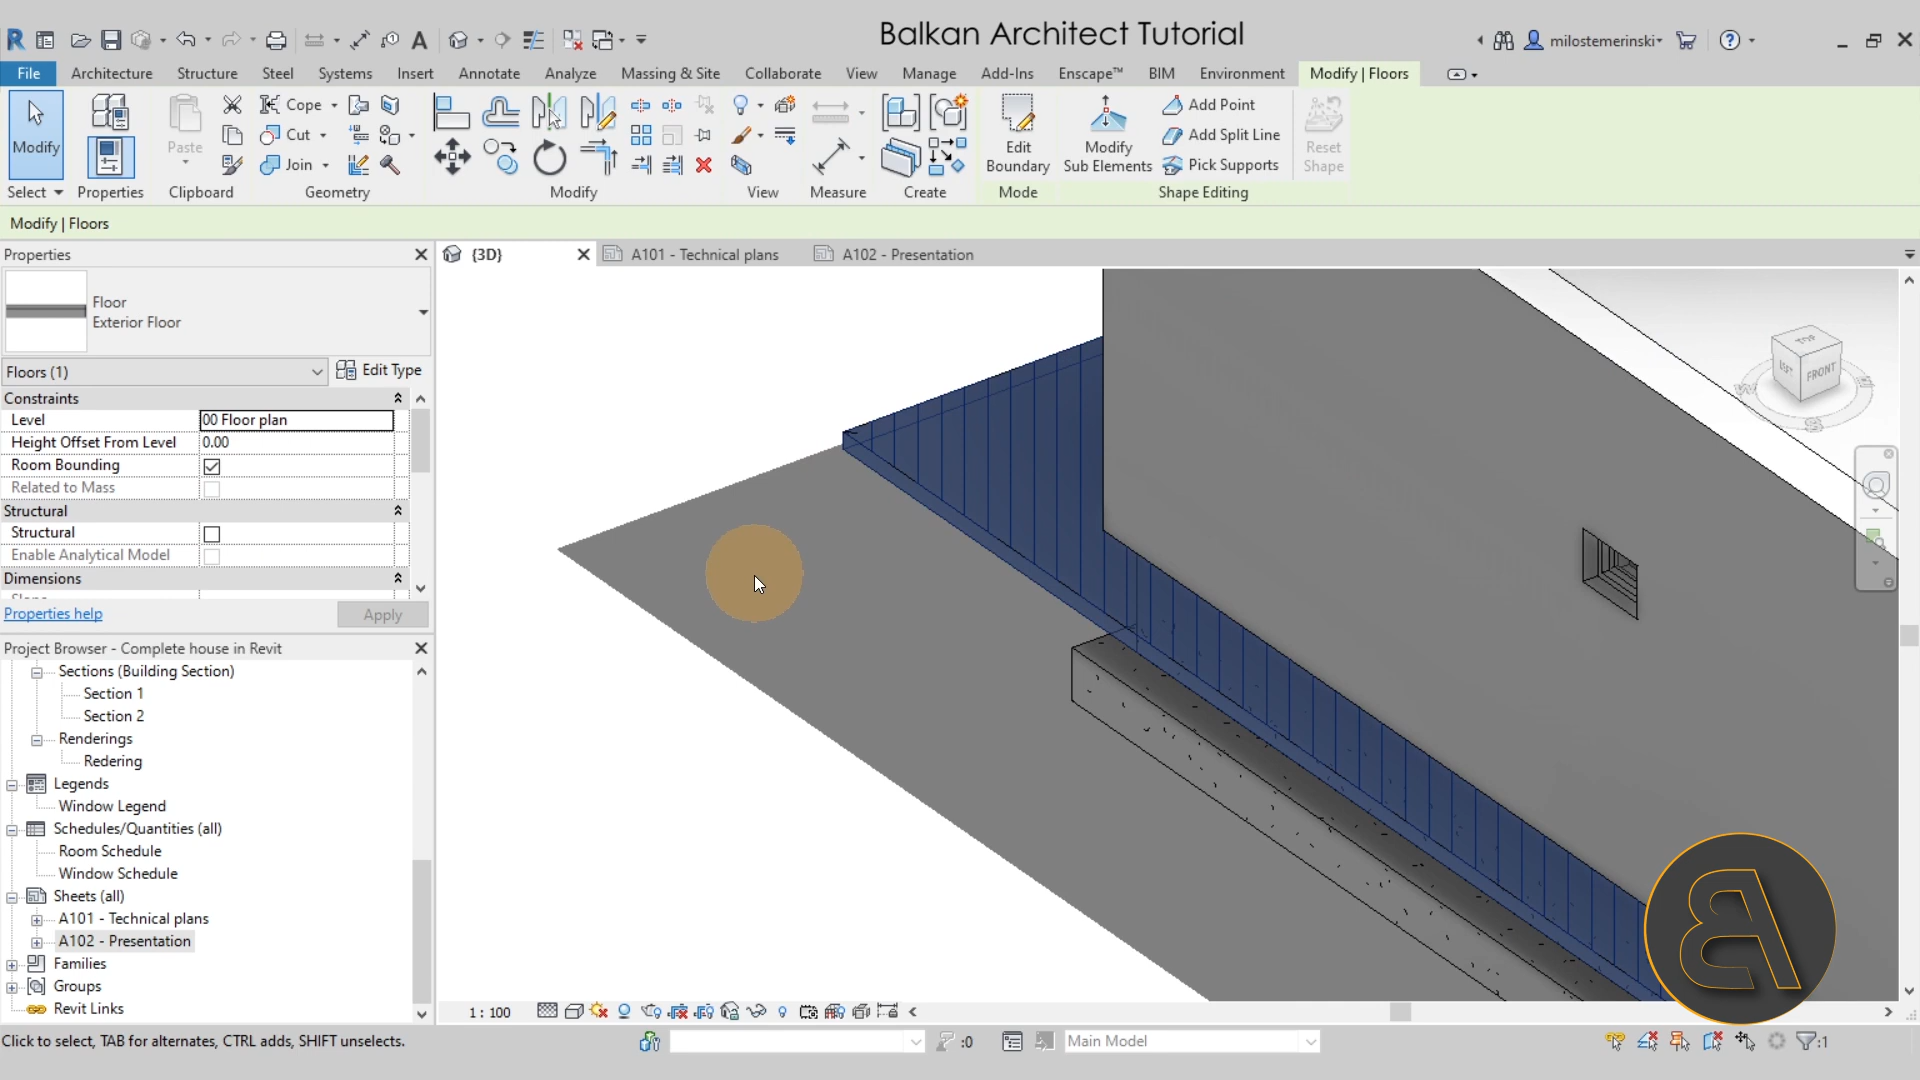 Balkan Architect Tutorial
milostemerinski
File
Architecture
Structure
Steel
Systems
Insert
Annotate
Analyze
Massing & Site
Collaborate
View
Manage
Add-Ins
Enscape™
BIM
Environment
Modify | Floors
Modify
Paste
Cope
Cut
Join
Edit
Boundary
Modify
Sub Elements
Add Point
Add Split Line
Pick Supports
Reset
Shape
Select
Properties
Clipboard
Geometry
Modify
View
Measure
Create
Mode
Shape Editing
Modify | Floors
Properties
{3D}
A101 - Technical plans
A102 - Presentation
Floor
Exterior Floor
Floors (1)
Edit Type
Constraints
Level
00 Floor plan
Height Offset From Level
0.00
Room Bounding
Related to Mass
Structural
Structural
Enable Analytical Model
Dimensions
Properties help
Apply
Project Browser - Complete house in Revit
Sections (Building Section)
Section 1
Section 2
Renderings
Redering
Legends
Window Legend
Schedules/Quantities (all)
Room Schedule
Window Schedule
Sheets (all)
A101 - Technical plans
A102 - Presentation
Families
Groups
Revit Links
TOP
FRONT
W
E
S
1 : 100
Click to select, TAB for alternates, CTRL adds, SHIFT unselects.
:0
Main Model
:1